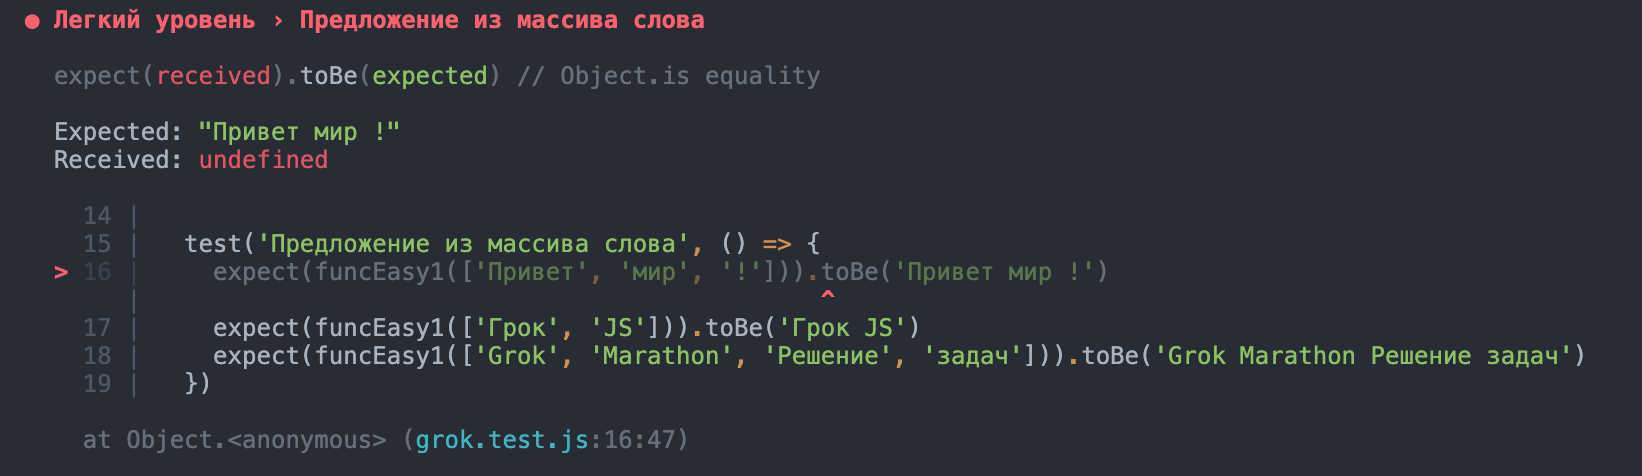 ● Легкий уровень › Предложение из массива слова
expect(received).toBe(expected) // Object.is equality
Expected: "Привет мир !"
Received: undefined
14 |
15 |   test('Предложение из массива слова', () => {
> 16 |     expect(funcEasy1(['Привет', 'мир', '!'])).toBe('Привет мир !')
|                                               ^
17 |     expect(funcEasy1(['Грок', 'JS'])).toBe('Грок JS')
18 |     expect(funcEasy1(['Grok', 'Marathon', 'Решение', 'задач'])).toBe('Grok Marathon Решение задач')
19 |   })
at Object.<anonymous> (grok.test.js:16:47)